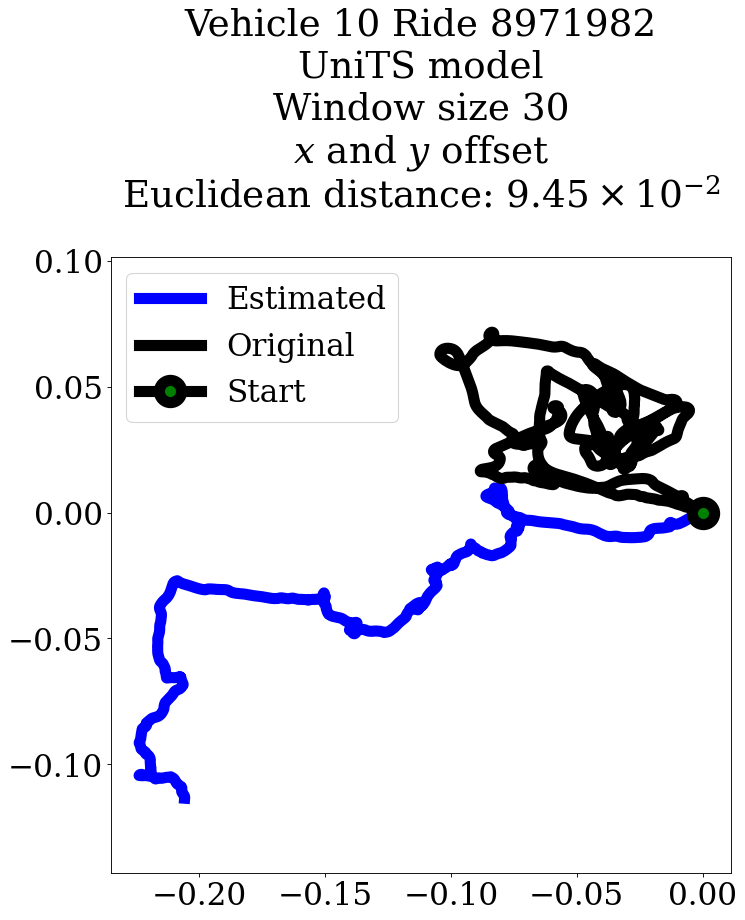 Vehicle 10 Ride 8971982
UniTS model
Window size 30
x and y offset
Euclidean distance: 9.45 × 10⁻²
0.10
0.05
0.00
−0.05
−0.10
Estimated
Original
Start
−0.20 −0.15 −0.10 −0.05 0.00